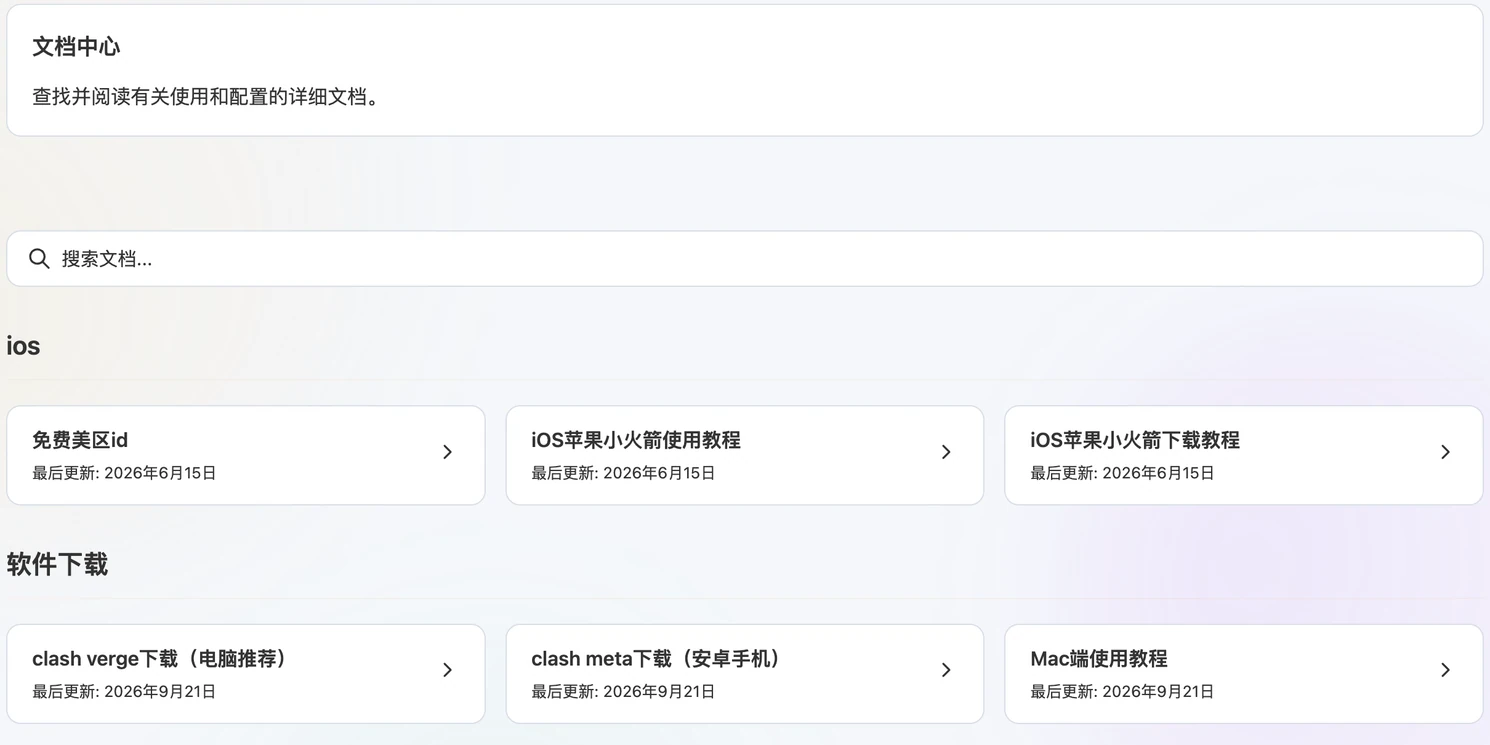 文档中心
查找并阅读有关使用和配置的详细文档。
搜索文档...
ios
免费美区id
最后更新: 2026年6月15日
iOS苹果小火箭使用教程
最后更新: 2026年6月15日
iOS苹果小火箭下载教程
最后更新: 2026年6月15日
软件下载
clash verge下载（电脑推荐）
最后更新: 2026年9月21日
clash meta下载（安卓手机）
最后更新: 2026年9月21日
Mac端使用教程
最后更新: 2026年9月21日